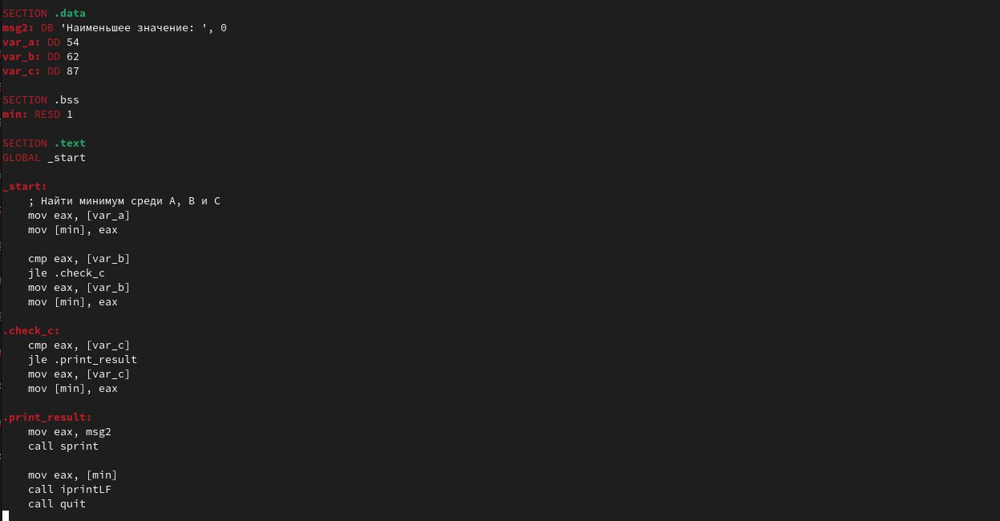 SECTION .data
msg2: DB 'Наименьшее значение: ', 0
var_a: DD 54
var_b: DD 62
var_c: DD 87
SECTION .bss
min: RESD 1
SECTION .text
GLOBAL _start
_start:
; Найти минимум среди A, B и C
mov eax, [var_a]
mov [min], eax
cmp eax, [var_b]
jle .check_c
mov eax, [var_b]
mov [min], eax
.check_c:
cmp eax, [var_c]
jle .print_result
mov eax, [var_c]
mov [min], eax
.print_result:
mov eax, msg2
call sprint
mov eax, [min]
call iprintLF
call quit